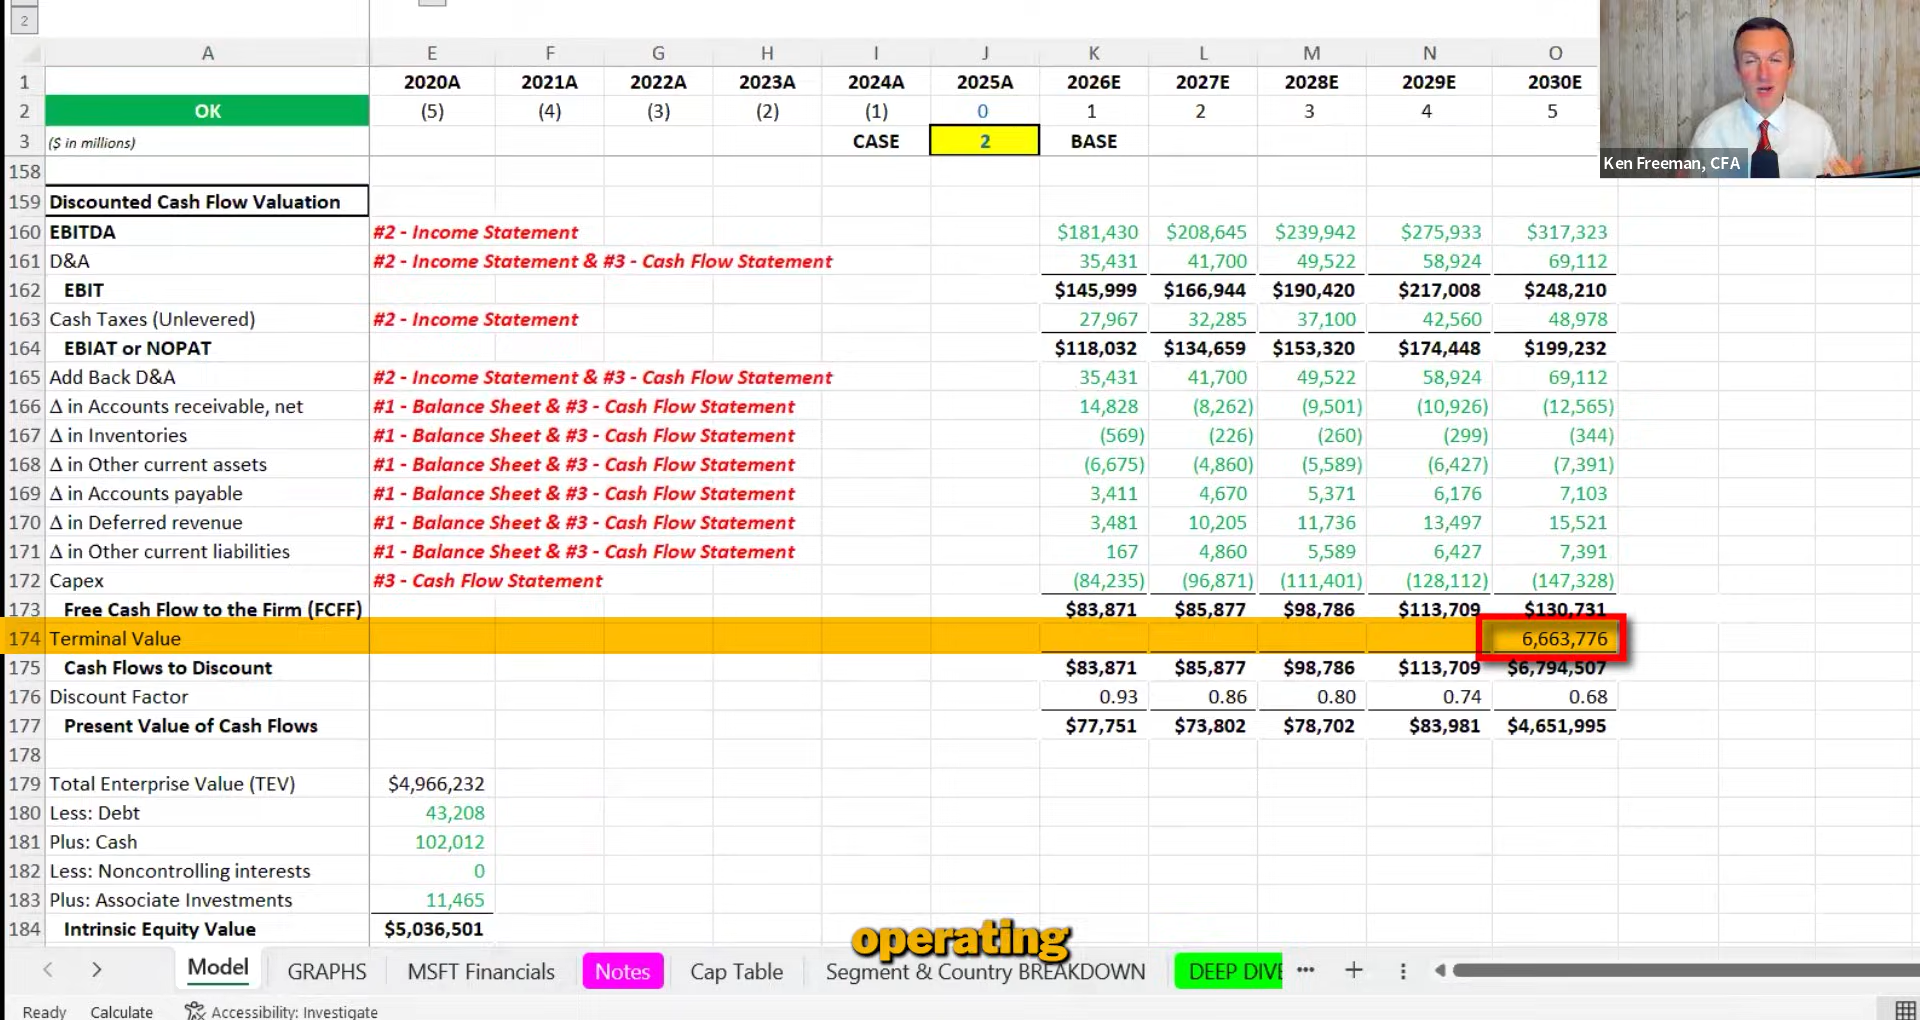 2
A E F G H I J K L M N O
1 2020A 2021A 2022A 2023A 2024A 2025A 2026E 2027E 2028E 2029E 2030E
2 OK (5) (4) (3) (2) (1) 0 1 2 3 4 5
3 ($ in millions) CASE 2 BASE
Ken Freeman, CFA
158
159 Discounted Cash Flow Valuation
160 EBITDA #2 - Income Statement $181,430 $208,645 $239,942 $275,933 $317,323
161 D&A #2 - Income Statement & #3 - Cash Flow Statement 35,431 41,700 49,522 58,924 69,112
162 EBIT $145,999 $166,944 $190,420 $217,008 $248,210
163 Cash Taxes (Unlevered) #2 - Income Statement 27,967 32,285 37,100 42,560 48,978
164 EBIAT or NOPAT $118,032 $134,659 $153,320 $174,448 $199,232
165 Add Back D&A #2 - Income Statement & #3 - Cash Flow Statement 35,431 41,700 49,522 58,924 69,112
166 Δ in Accounts receivable, net #1 - Balance Sheet & #3 - Cash Flow Statement 14,828 (8,262) (9,501) (10,926) (12,565)
167 Δ in Inventories #1 - Balance Sheet & #3 - Cash Flow Statement (569) (226) (260) (299) (344)
168 Δ in Other current assets #1 - Balance Sheet & #3 - Cash Flow Statement (6,675) (4,860) (5,589) (6,427) (7,391)
169 Δ in Accounts payable #1 - Balance Sheet & #3 - Cash Flow Statement 3,411 4,670 5,371 6,176 7,103
170 Δ in Deferred revenue #1 - Balance Sheet & #3 - Cash Flow Statement 3,481 10,205 11,736 13,497 15,521
171 Δ in Other current liabilities #1 - Balance Sheet & #3 - Cash Flow Statement 167 4,860 5,589 6,427 7,391
172 Capex #3 - Cash Flow Statement (84,235) (96,871) (111,401) (128,112) (147,328)
173 Free Cash Flow to the Firm (FCFF) $83,871 $85,877 $98,786 $113,709 $130,731
174 Terminal Value 6,663,776
175 Cash Flows to Discount $83,871 $85,877 $98,786 $113,709 $6,794,507
176 Discount Factor 0.93 0.86 0.80 0.74 0.68
177 Present Value of Cash Flows $77,751 $73,802 $78,702 $83,981 $4,651,995
178
179 Total Enterprise Value (TEV) $4,966,232
180 Less: Debt 43,208
181 Plus: Cash 102,012
182 Less: Noncontrolling interests 0
183 Plus: Associate Investments 11,465
184 Intrinsic Equity Value $5,036,501
operating
Model GRAPHS MSFT Financials Notes Cap Table Segment & Country BREAKDOWN DEEP DIVE
Ready Calculate Accessibility: Investigate